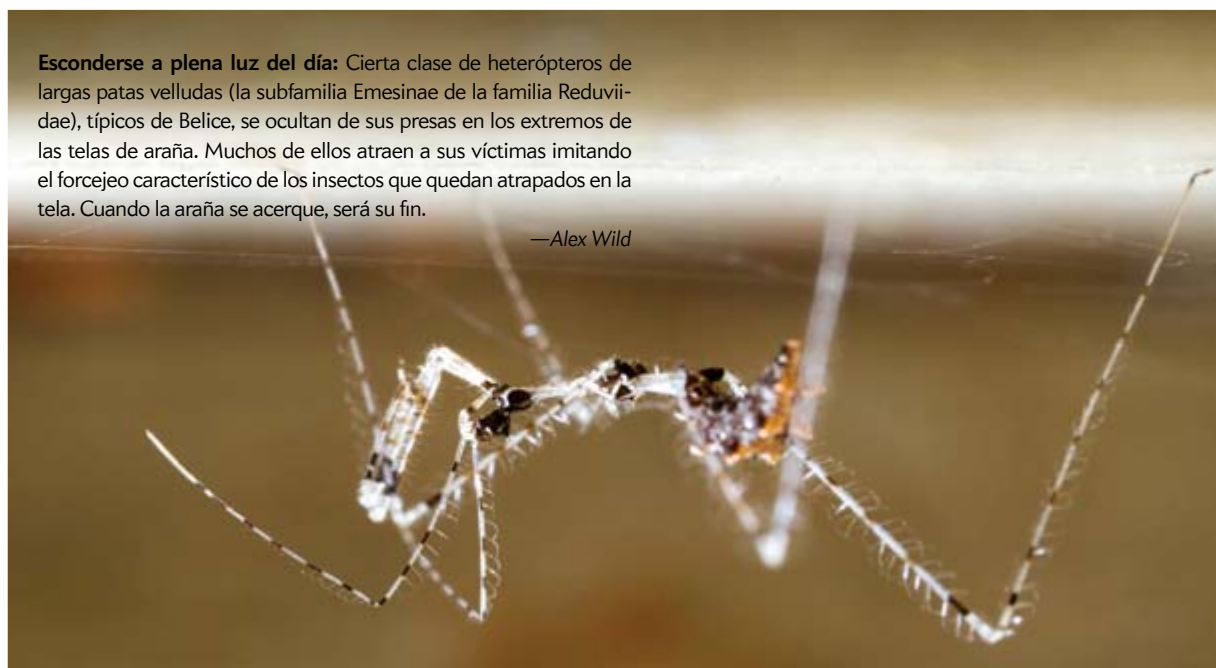 Esconderse a plena luz del día: Cierta clase de heterópteros de
largas patas velludas (la subfamilia Emesinae de la familia Reduvii-
dae), típicos de Belice, se ocultan de sus presas en los extremos de
las telas de araña. Muchos de ellos atraen a sus víctimas imitando
el forcejeo característico de los insectos que quedan atrapados en la
tela. Cuando la araña se acerque, será su fin.
—Alex Wild